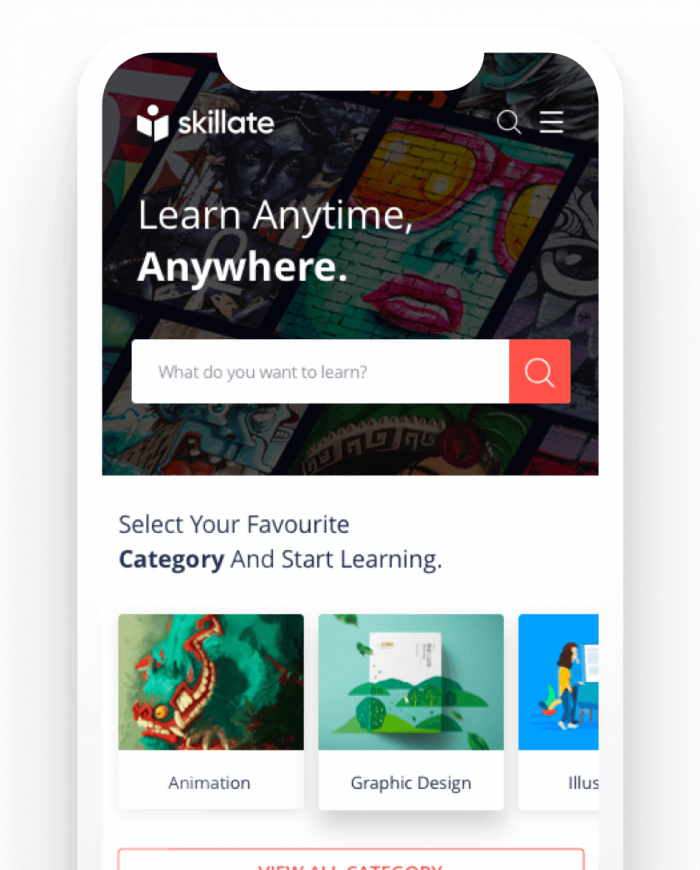 skillate
Learn Anytime,
Anywhere.
What do you want to learn?
Select Your Favourite
Category And Start Learning.
Animation
Graphic Design
Illus
VIEW ALL CATEGORY